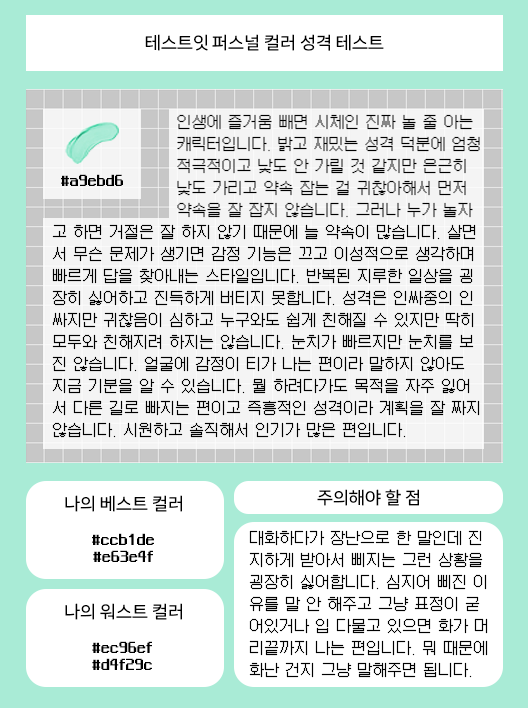 테스트잇 퍼스널 컬러 성격 테스트
#a9ebd6
인생에 즐거움 빼면 시체인 진짜 놀 줄 아는
캐릭터입니다. 밝고 재밌는 성격 덕분에 엄청
적극적이고 낯도 안 가릴 것 같지만 은근히
낯도 가리고 약속 잡는 걸 귀찮아해서 먼저
약속을 잘 잡지 않습니다. 그러나 누가 놀자
고 하면 거절은 잘 하지 않기 때문에 늘 약속이 많습니다. 살면
서 무슨 문제가 생기면 감정 기능은 끄고 이성적으로 생각하며
빠르게 답을 찾아내는 스타일입니다. 반복된 지루한 일상을 굉
장히 싫어하고 진득하게 버티지 못합니다. 성격은 인싸중의 인
싸지만 귀찮음이 심하고 누구와도 쉽게 친해질 수 있지만 딱히
모두와 친해지려 하지는 않습니다. 눈치가 빠르지만 눈치를 보
진 않습니다. 얼굴에 감정이 티가 나는 편이라 말하지 않아도
지금 기분을 알 수 있습니다. 뭘 하려다가도 목적을 자주 잃어
서 다른 길로 빠지는 편이고 즉흥적인 성격이라 계획을 잘 짜지
않습니다. 시원하고 솔직해서 인기가 많은 편입니다.
나의 베스트 컬러
#ccb1de
#e63e4f
나의 워스트 컬러
#ec96ef
#d4f29c
주의해야 할 점
대화하다가 장난으로 한 말인데 진
지하게 받아서 삐지는 그런 상황을
굉장히 싫어합니다. 심지어 삐진 이
유를 말 안 해주고 그냥 표정이 굳
어있거나 입 다물고 있으면 화가 머
리끝까지 나는 편입니다. 뭐 때문에
화난 건지 그냥 말해주면 됩니다.